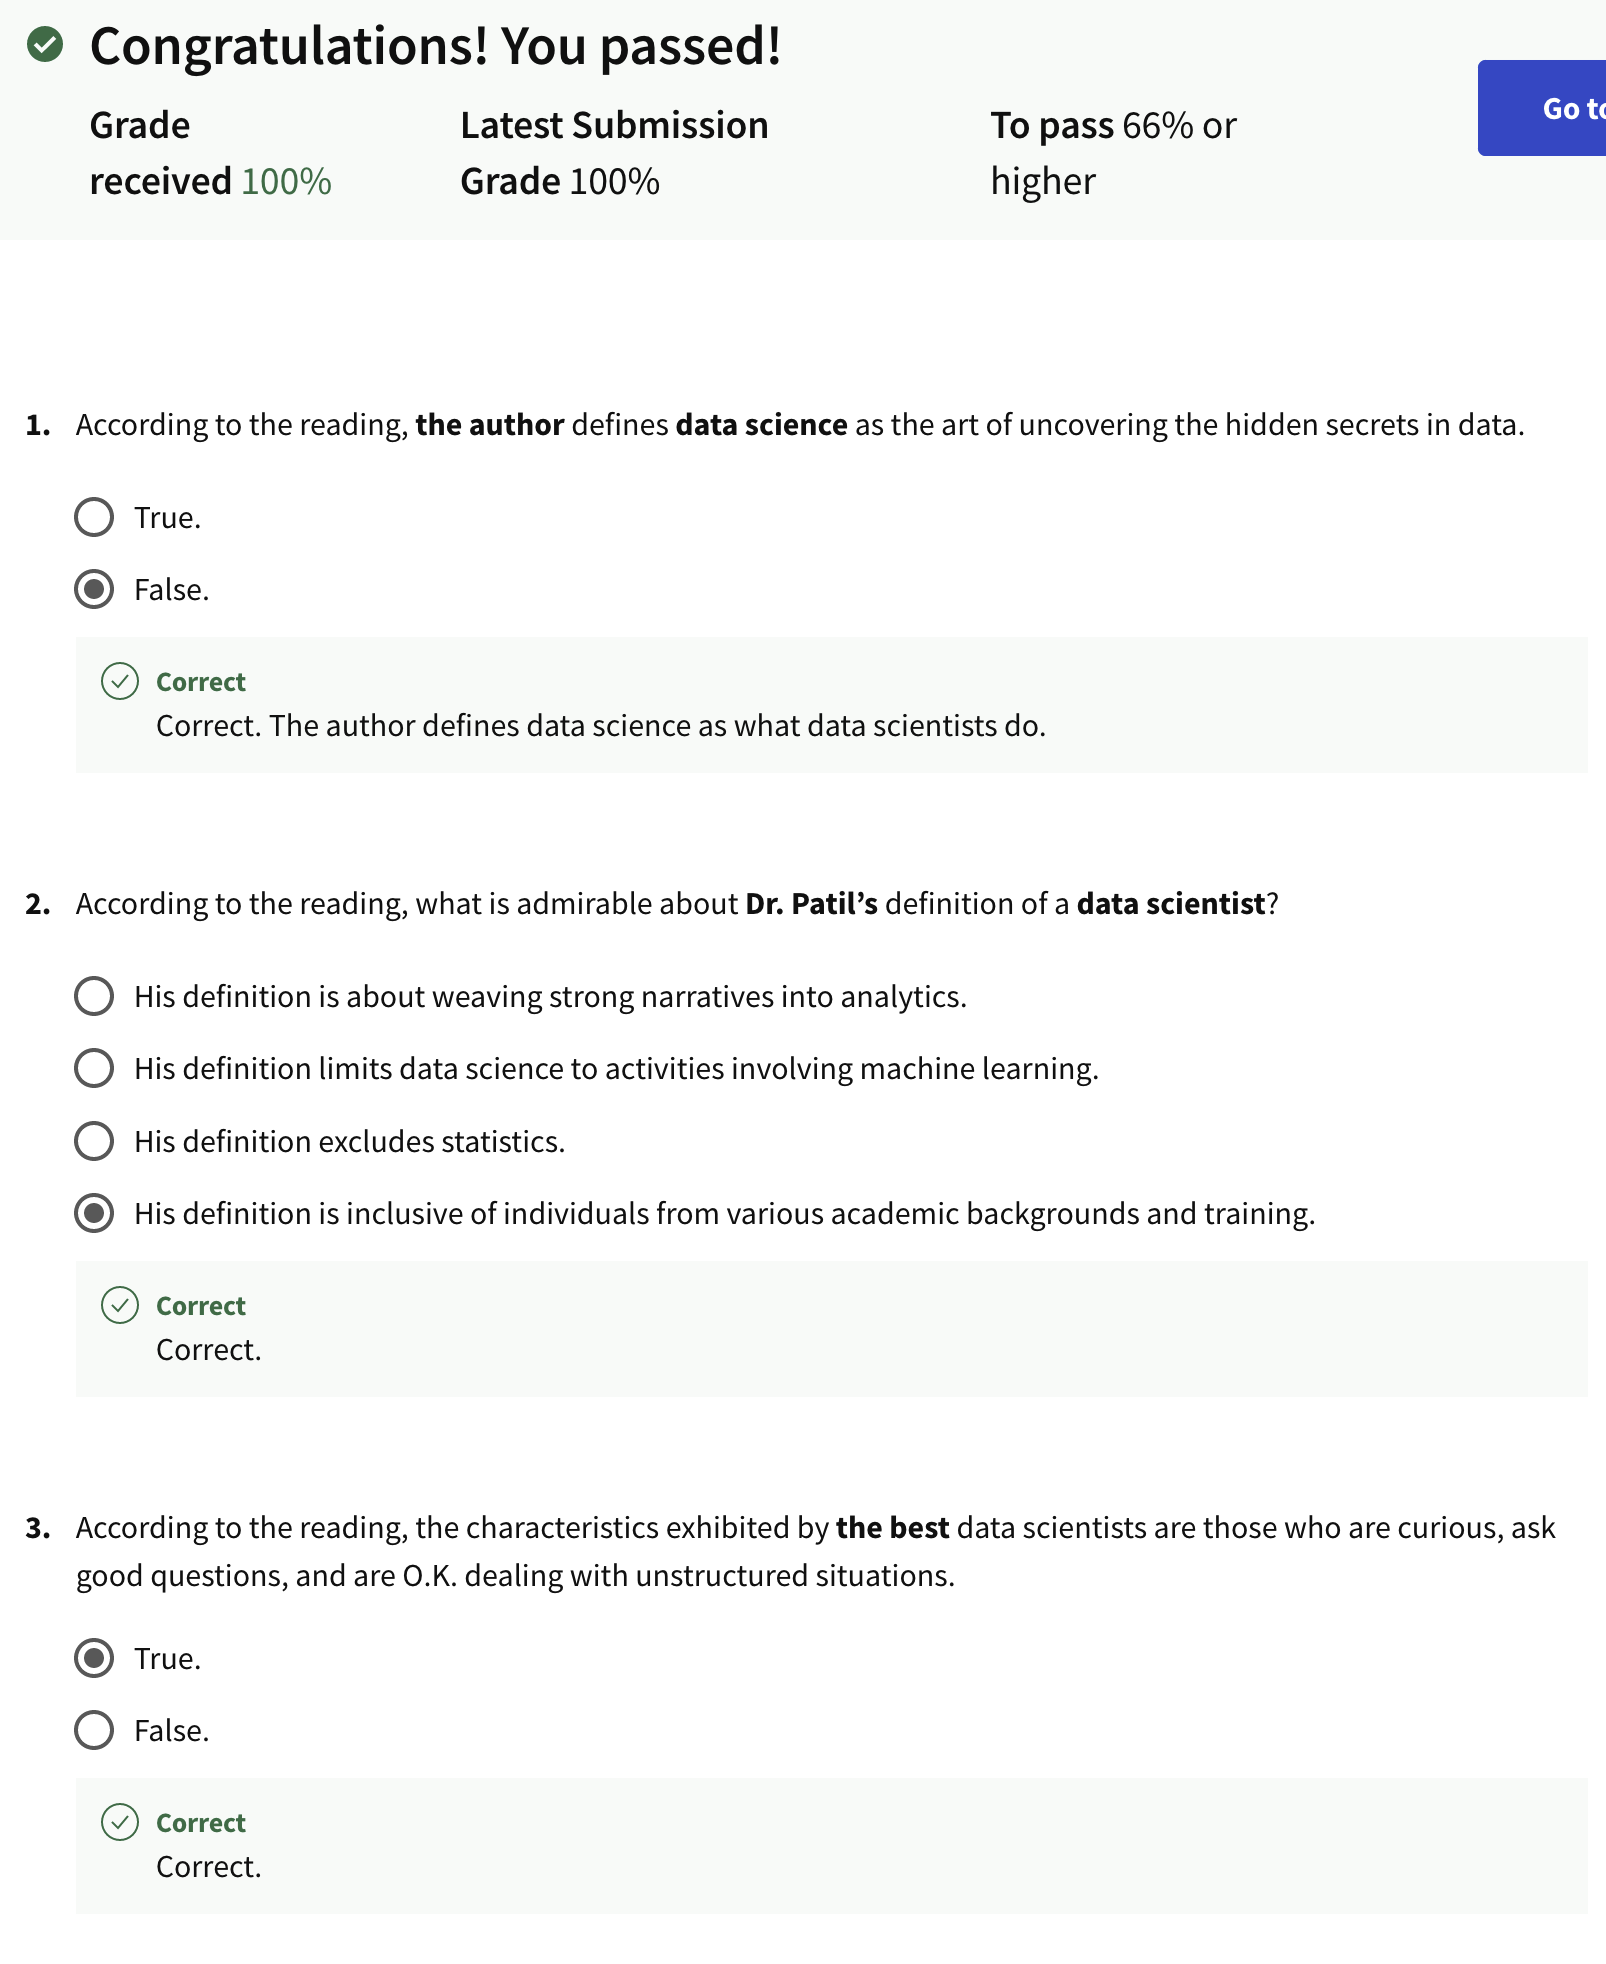 Congratulations! You passed!
Grade received 100%
Latest Submission Grade 100%
To pass 66% or higher
Go to
1. According to the reading, the author defines data science as the art of uncovering the hidden secrets in data.
True.
False.
Correct
Correct. The author defines data science as what data scientists do.
2. According to the reading, what is admirable about Dr. Patil’s definition of a data scientist?
His definition is about weaving strong narratives into analytics.
His definition limits data science to activities involving machine learning.
His definition excludes statistics.
His definition is inclusive of individuals from various academic backgrounds and training.
Correct
Correct.
3. According to the reading, the characteristics exhibited by the best data scientists are those who are curious, ask
good questions, and are O.K. dealing with unstructured situations.
True.
False.
Correct
Correct.